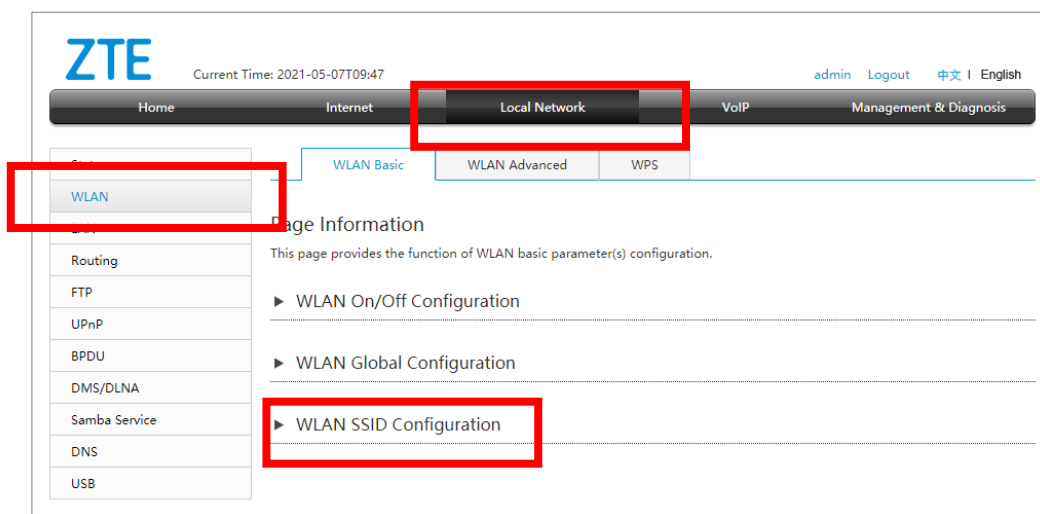 ZTE
Current Time: 2021-05-07T09:47
admin Logout 中文 | English
Home Internet Local Network VoIP Management & Diagnosis
WLAN Basic WLAN Advanced WPS
WLAN
Page Information
This page provides the function of WLAN basic parameter(s) configuration.
Routing
FTP
WLAN On/Off Configuration
UPnP
BPDU
WLAN Global Configuration
DMS/DLNA
Samba Service
WLAN SSID Configuration
DNS
USB